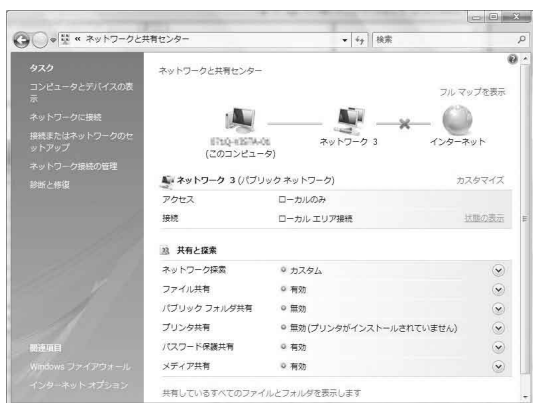 « ネットワークと共有センター
検索
タスク
コンピュータとデバイスの表
示
ネットワークに接続
接続またはネットワークのセ
ットアップ
ネットワーク接続の管理
診断と修復
関連項目
Windows ファイアウォール
インターネット オプション
ネットワークと共有センター
フル マップを表示
(このコンピュータ)
ネットワーク 3
インターネット
ネットワーク 3 (パブリック ネットワーク)
カスタマイズ
アクセス
ローカルのみ
接続
ローカル エリア接続
状態の表示
共有と探索
ネットワーク探索
カスタム
ファイル共有
有効
パブリック フォルダ共有
無効
プリンタ共有
無効 (プリンタがインストールされていません)
パスワード保護共有
有効
メディア共有
有効
共有しているすべてのファイルとフォルダを表示します